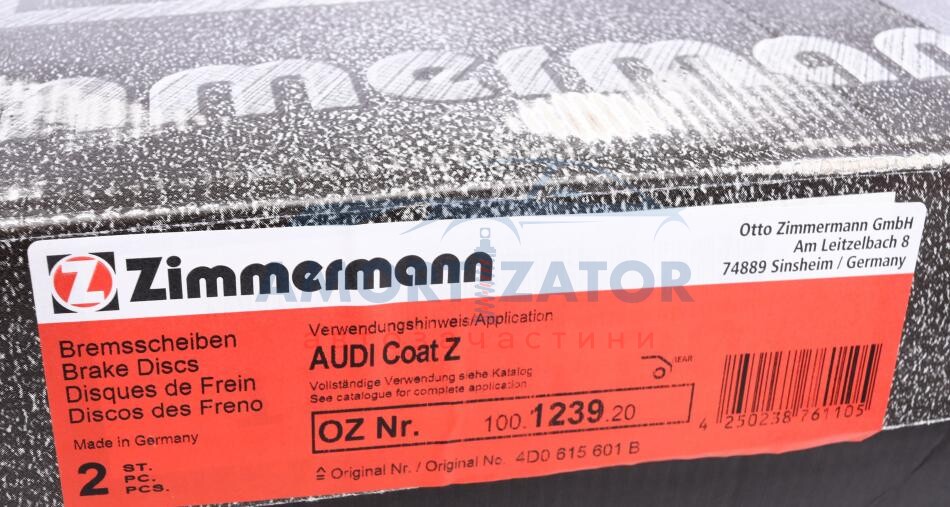 Zimmermann
Z Zimmermann
Otto Zimmermann GmbH
Am Leitzelbach 8
74889 Sinsheim / Germany
AMORTIZATOR
автозапчастини
Bremsscheiben
Brake Discs
Disques de Frein
Discos des Freno
Made in Germany
2 ST.
PC.
PCS.
Verwendungshinweis/Application
AUDI Coat Z
Vollständige Verwendung siehe Katalog
See catalogue for complete application
OZ Nr. 100.1239.20
≙ Original Nr. / Original No. 4D0 615 601 B
REAR
4 250238 761105